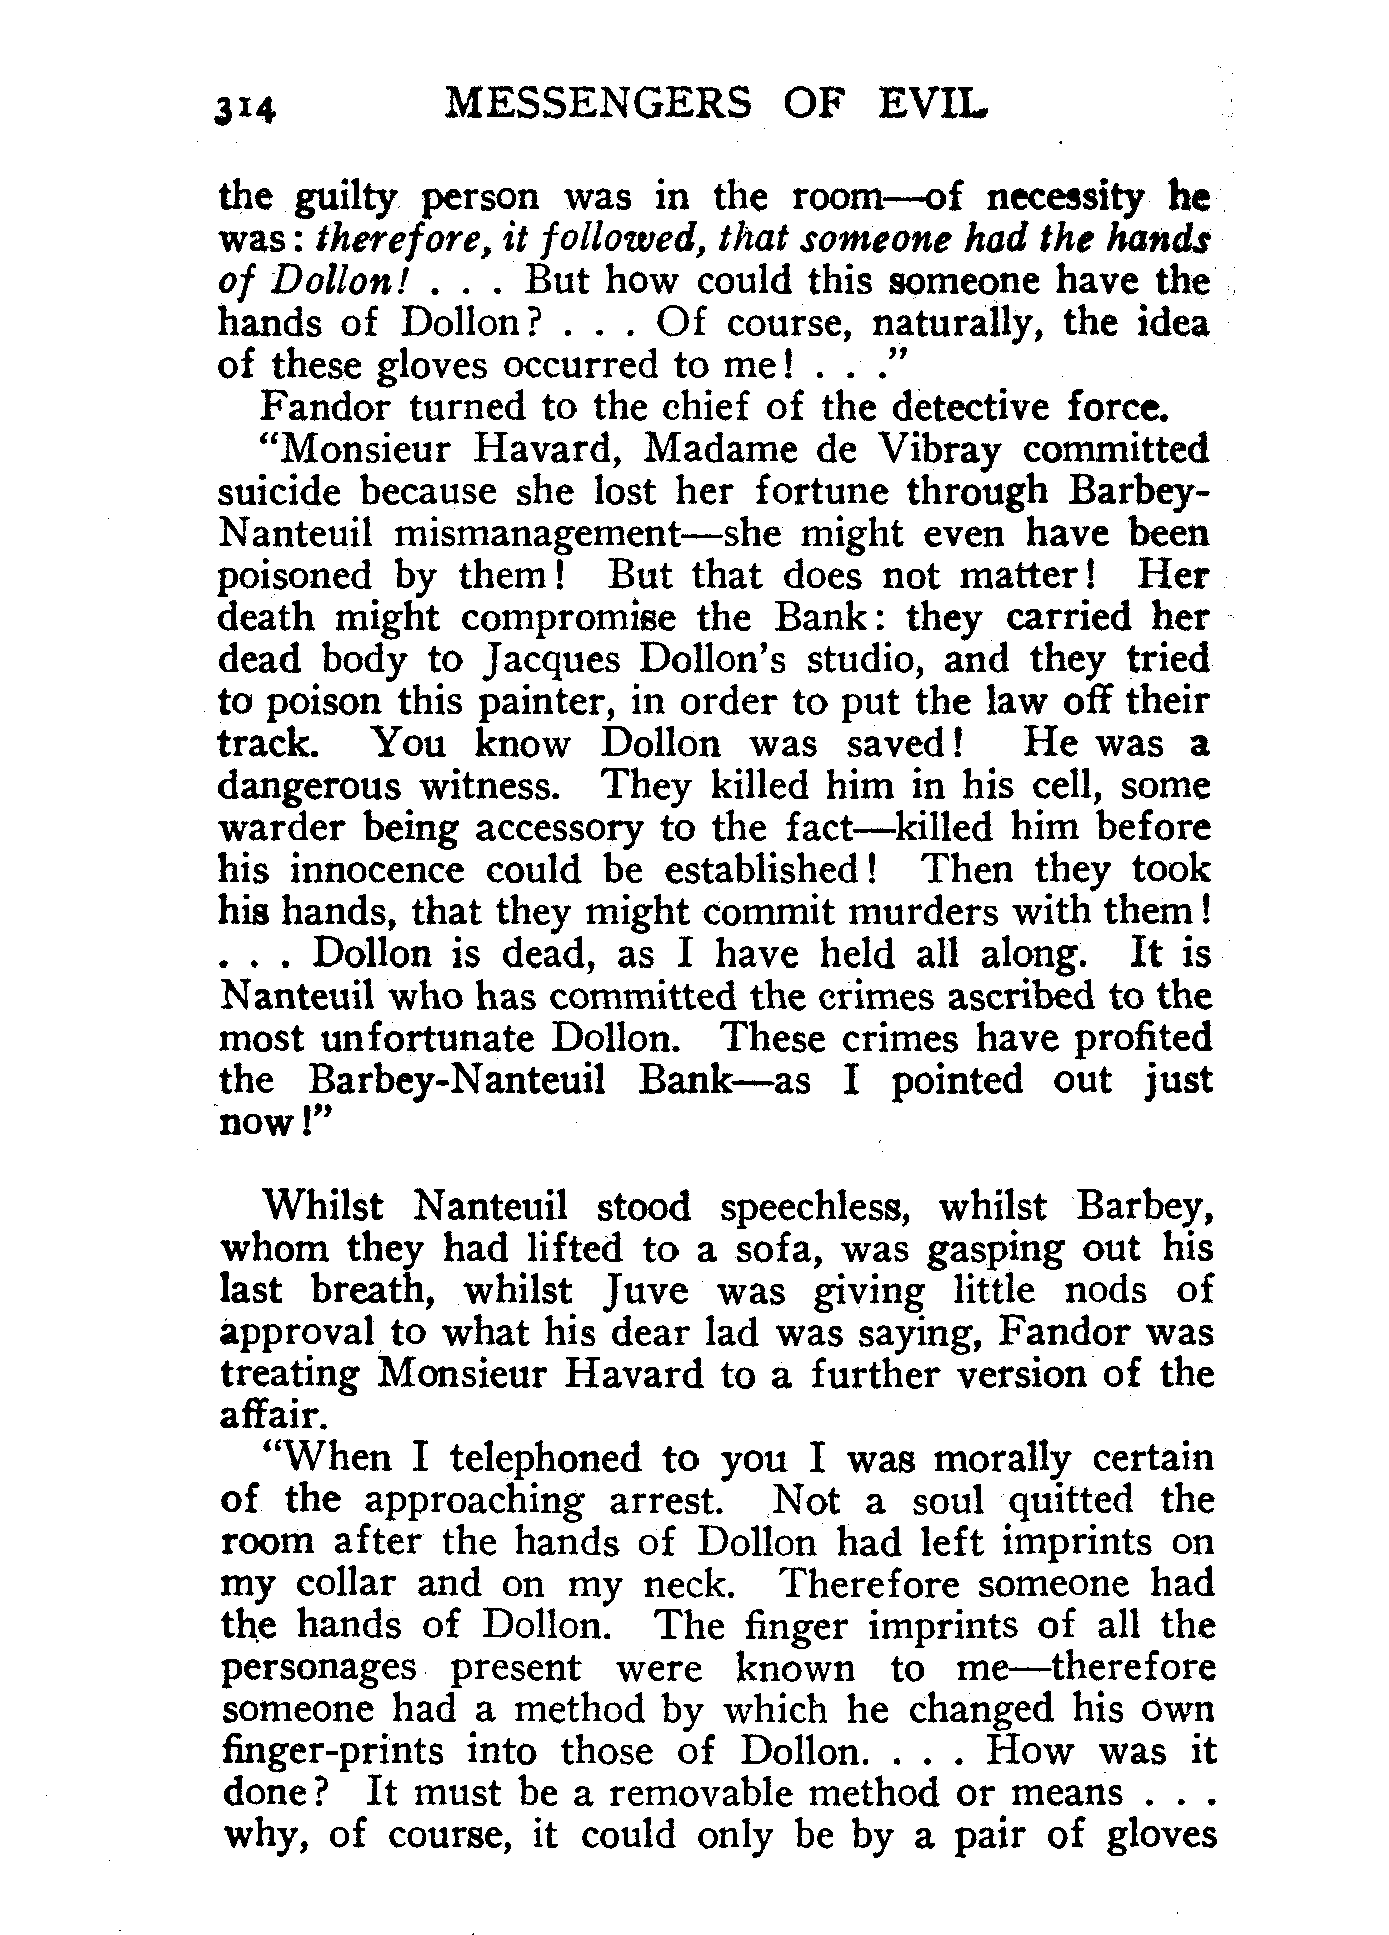 314 MESSENGERS OF EVIL
the guilty person was in the room—of necessity he
was: therefore, it followed, that someone had the hands
of Dollon! . . . But how could this someone have the
hands of Dollon? . . . Of course, naturally, the idea
of these gloves occurred to me! . . ."
Fandor turned to the chief of the detective force.
"Monsieur Havard, Madame de Vibray committed
suicide because she lost her fortune through Barbey-
Nanteuil mismanagement—she might even have been
poisoned by them! But that does not matter! Her
death might compromise the Bank: they carried her
dead body to Jacques Dollon's studio, and they tried
to poison this painter, in order to put the law off their
track. You know Dollon was saved! He was a
dangerous witness. They killed him in his cell, some
warder being accessory to the fact—killed him before
his innocence could be established! Then they took
his hands, that they might commit murders with them!
. . . Dollon is dead, as I have held all along. It is
Nanteuil who has committed the crimes ascribed to the
most unfortunate Dollon. These crimes have profited
the Barbey-Nanteuil Bank—as I pointed out just
now!"
Whilst Nanteuil stood speechless, whilst Barbey,
whom they had lifted to a sofa, was gasping out his
last breath, whilst Juve was giving little nods of
approval to what his dear lad was saying, Fandor was
treating Monsieur Havard to a further version of the
affair.
"When I telephoned to you I was morally certain
of the approaching arrest. Not a soul quitted the
room after the hands of Dollon had left imprints on
my collar and on my neck. Therefore someone had
the hands of Dollon. The finger imprints of all the
personages present were known to me—therefore
someone had a method by which he changed his own
finger-prints into those of Dollon. . . . How was it
done? It must be a removable method or means . . .
why, of course, it could only be by a pair of gloves